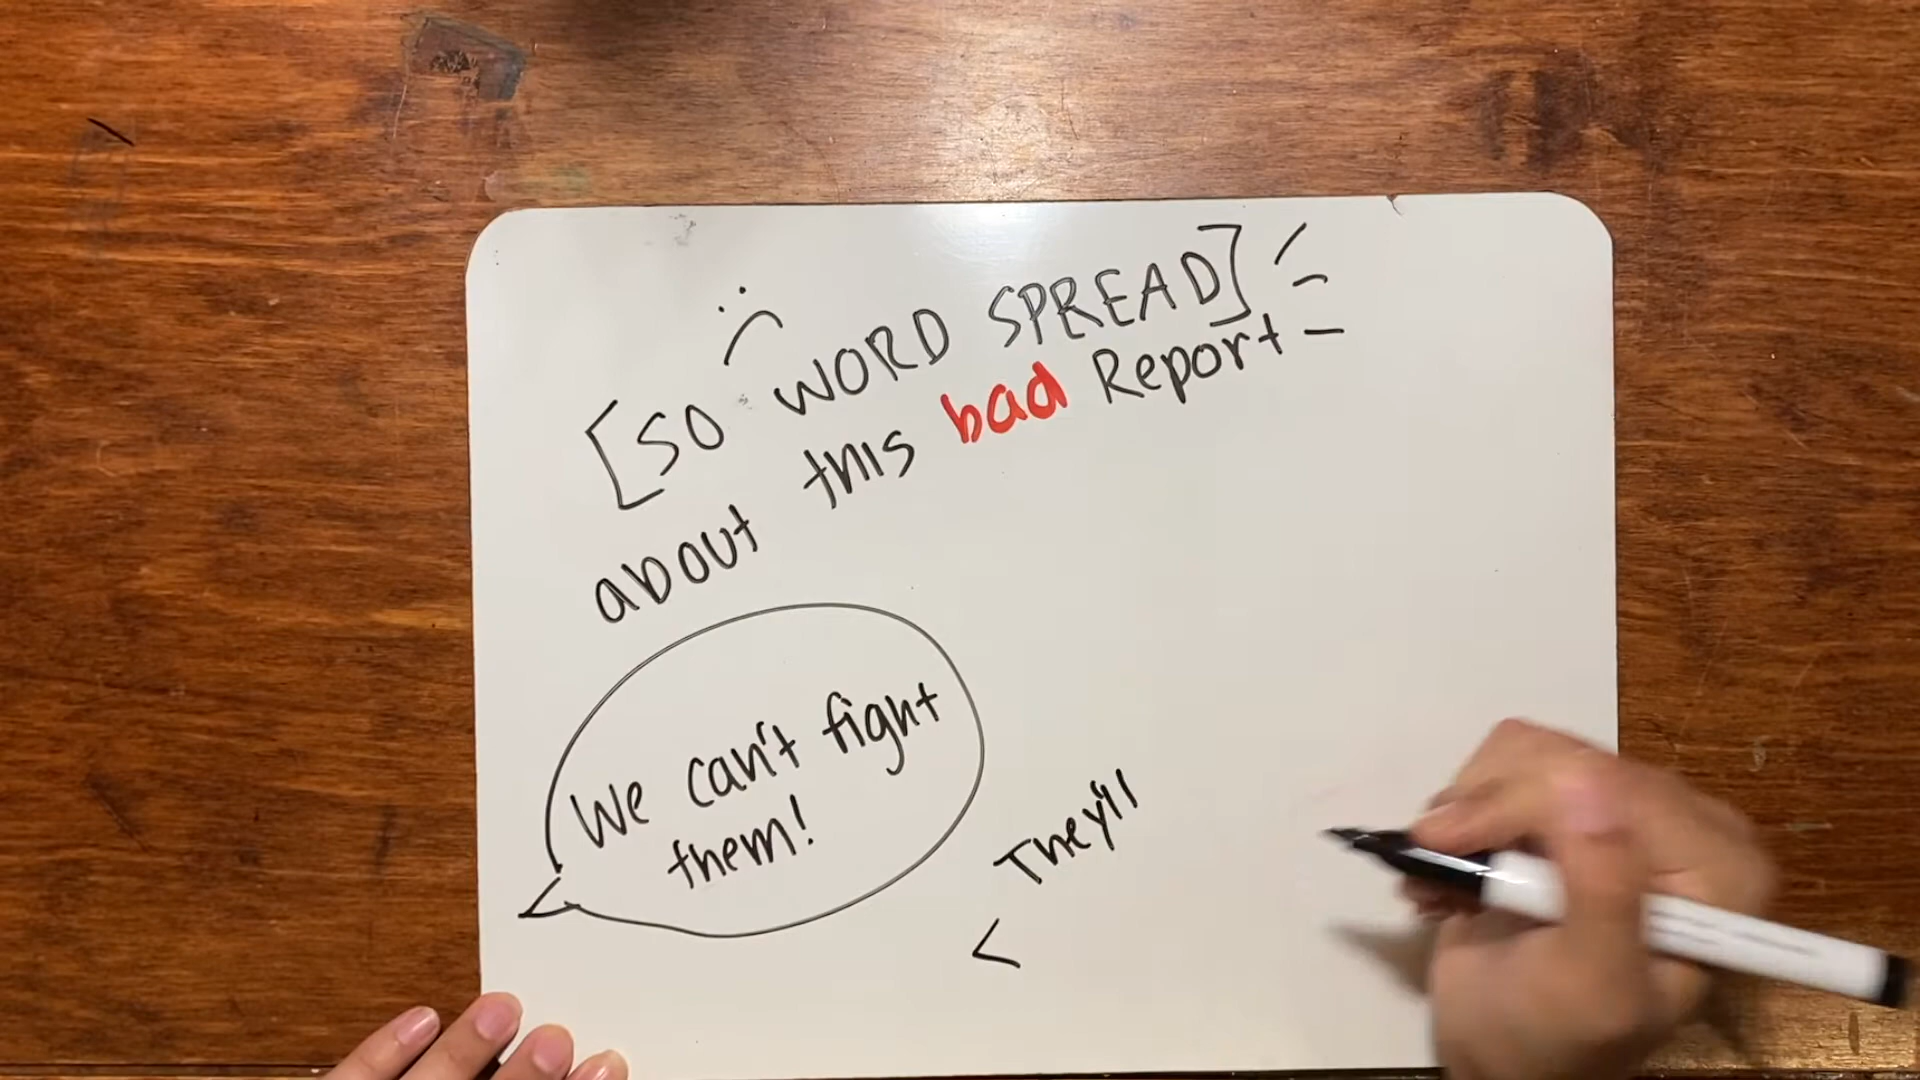 [SO WORD SPREAD]
about this bad Report
We can't fight
them!
They'll